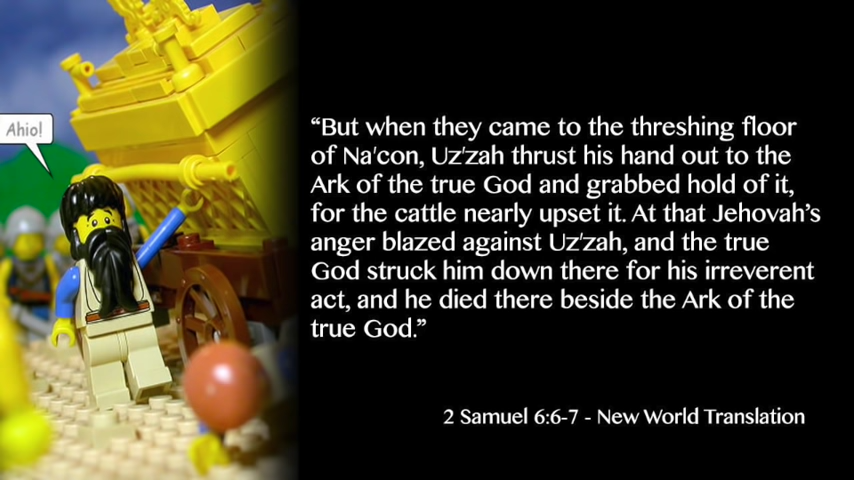 Ahio!
“But when they came to the threshing floor
of Na′con, Uz′zah thrust his hand out to the
Ark of the true God and grabbed hold of it,
for the cattle nearly upset it. At that Jehovah’s
anger blazed against Uz′zah, and the true
God struck him down there for his irreverent
act, and he died there beside the Ark of the
true God.”
2 Samuel 6:6-7 - New World Translation